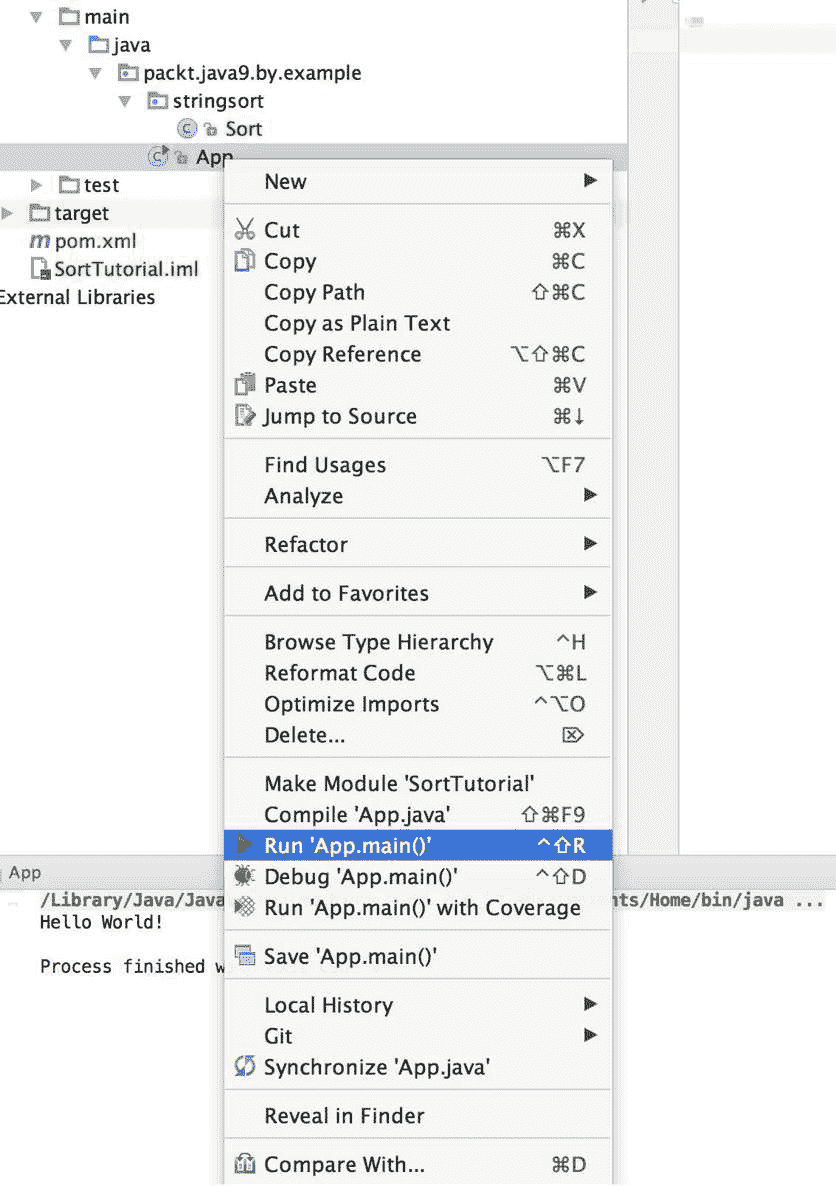 main
java
packt.java9.by.example
stringsort
Sort
App
test
target
pom.xml
SortTutorial.iml
External Libraries
New
Cut ⌘X
Copy ⌘C
Copy Path ⇧⌘C
Copy as Plain Text
Copy Reference ⌥⇧⌘C
Paste ⌘V
Jump to Source ⌘↓
Find Usages ⌥F7
Analyze
Refactor
Add to Favorites
Browse Type Hierarchy ^H
Reformat Code ⌥⌘L
Optimize Imports ^⌥O
Delete... ⌦
Make Module 'SortTutorial'
Compile 'App.java' ⇧⌘F9
Run 'App.main()' ^⇧R
Debug 'App.main()' ^⇧D
Run 'App.main()' with Coverage
Save 'App.main()'
Local History
Git
Synchronize 'App.java'
Reveal in Finder
Compare With... ⌘D
App
/Library/Java/Java nts/Home/bin/java ...
Hello World!
Process finished w